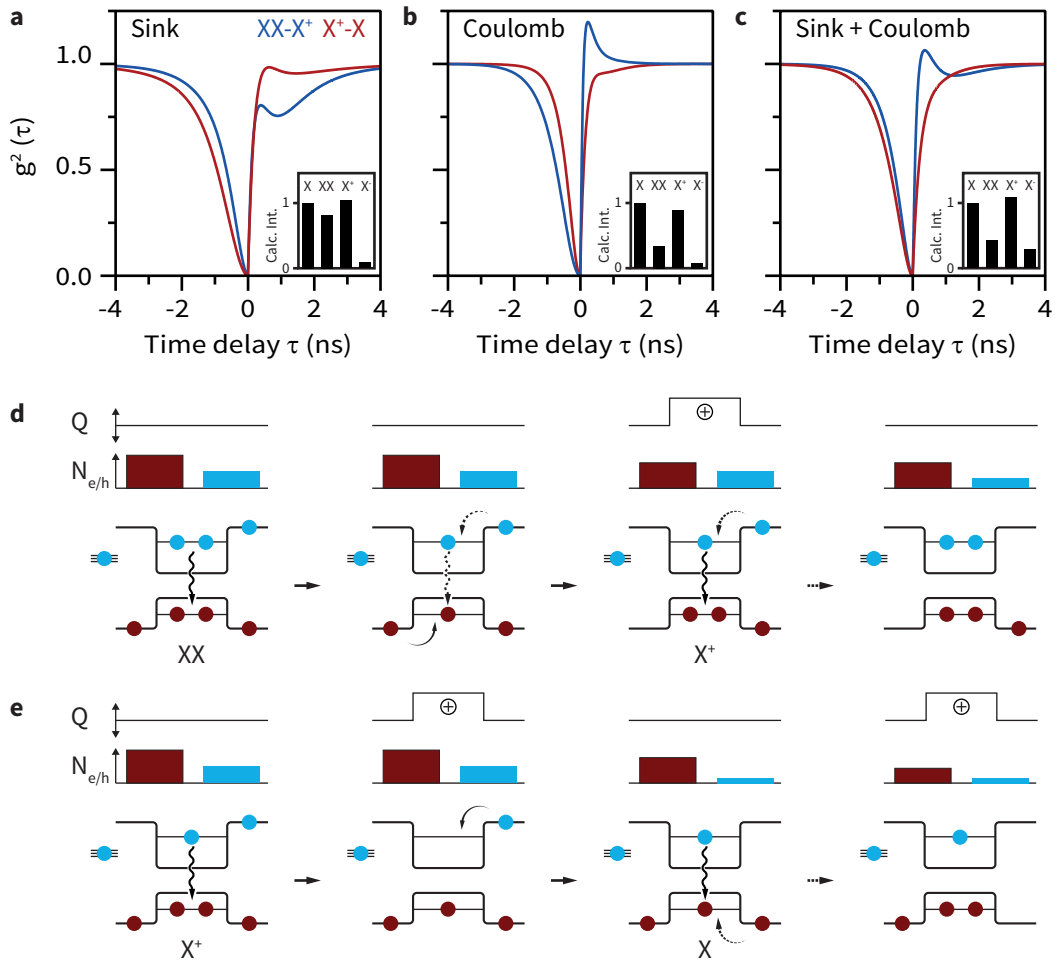 a
b
c
Sink
XX-X⁺ X⁺-X
Coulomb
Sink + Coulomb
1.0
0.5
0.0
g² (τ)
Calc. Int.
1
0
X XX X⁺ X⁻
Calc. Int.
1
0
X XX X⁺ X⁻
Calc. Int.
1
0
X XX X⁺ X⁻
-4 -2 0 2 4
-4 -2 0 2 4
-4 -2 0 2 4
Time delay τ (ns)
Time delay τ (ns)
Time delay τ (ns)
d
Q
+
N e/h
XX
X⁺
e
Q
+
+
N e/h
X⁺
X